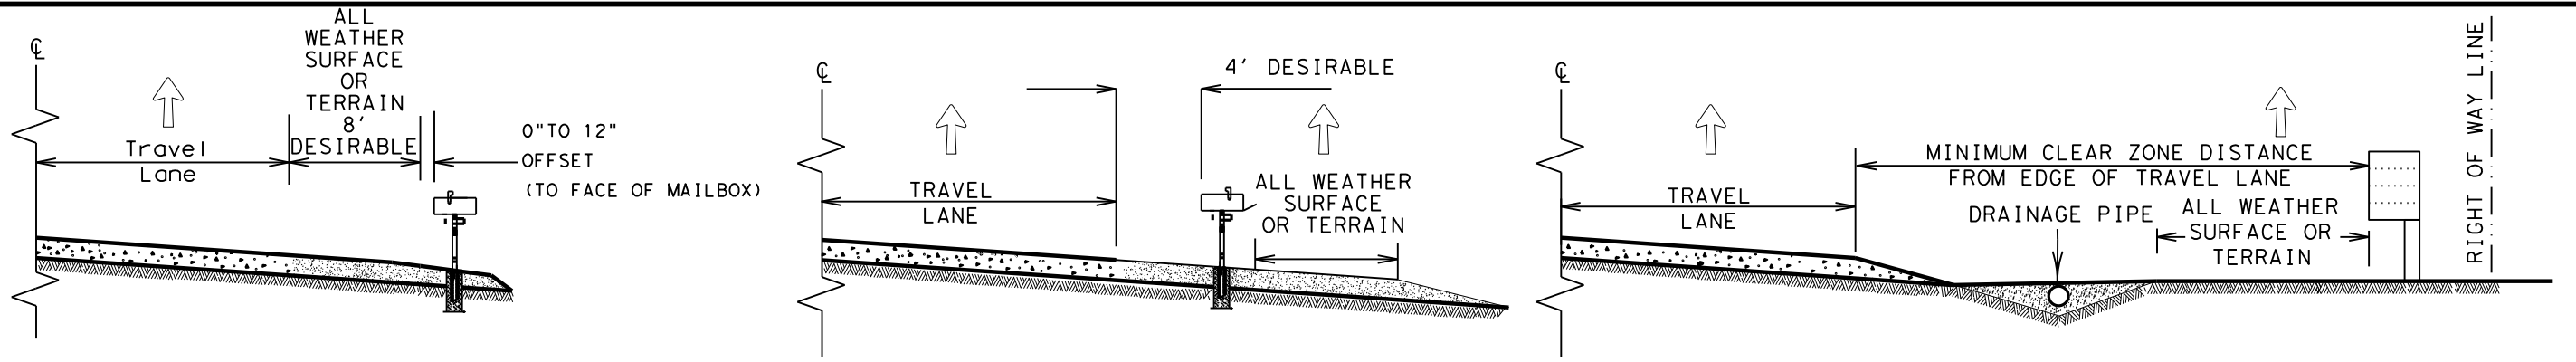 ℄
Travel
Lane
ALL
WEATHER
SURFACE
OR
TERRAIN
8'
DESIRABLE
0"TO 12"
OFFSET
(TO FACE OF MAILBOX)
℄
TRAVEL
LANE
4' DESIRABLE
ALL WEATHER
SURFACE
OR TERRAIN
℄
TRAVEL
LANE
MINIMUM CLEAR ZONE DISTANCE
FROM EDGE OF TRAVEL LANE
DRAINAGE PIPE
ALL WEATHER
SURFACE OR
TERRAIN
RIGHT OF WAY LINE